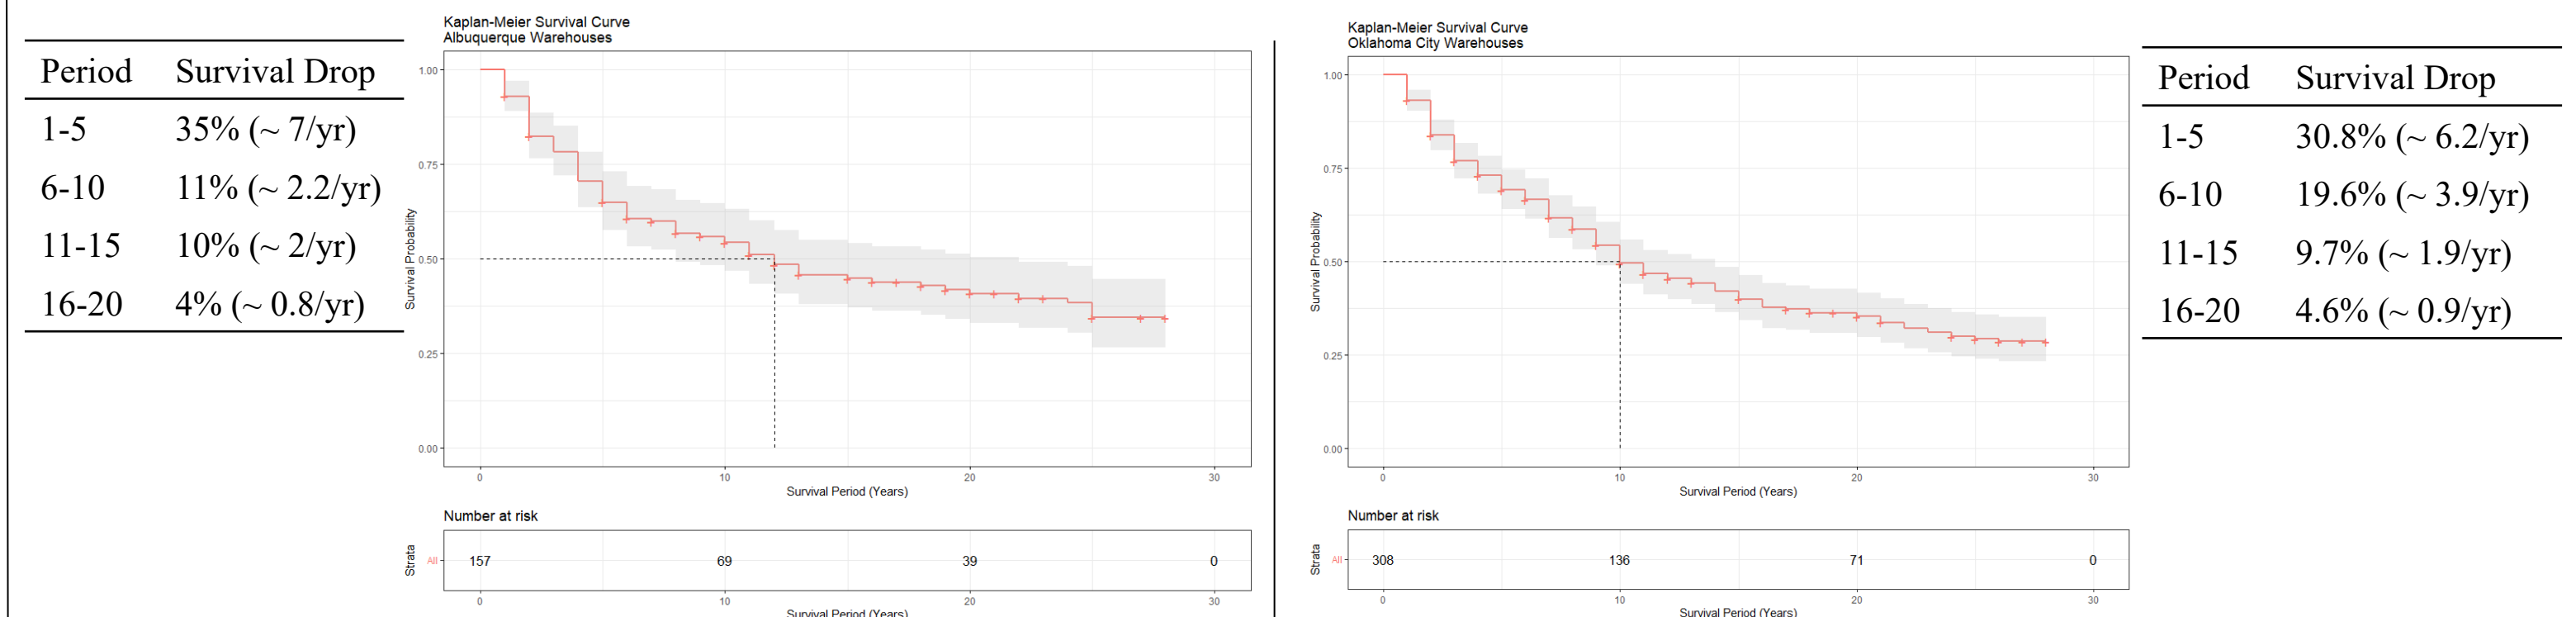 Period Survival Drop
1-5 35% (~ 7/yr)
6-10 11% (~ 2.2/yr)
11-15 10% (~ 2/yr)
16-20 4% (~ 0.8/yr)
Kaplan-Meier Survival Curve
Albuquerque Warehouses
Survival Probability
1.00
0.75
0.50
0.25
0.00
0 10 20 30
Survival Period (Years)
Number at risk
Strata
All 157 69 39 0
0 10 20 30
Survival Period (Years)
Kaplan-Meier Survival Curve
Oklahoma City Warehouses
Survival Probability
1.00
0.75
0.50
0.25
0.00
0 10 20 30
Survival Period (Years)
Number at risk
Strata
All 308 136 71 0
0 10 20 30
Survival Period (Years)
Period Survival Drop
1-5 30.8% (~ 6.2/yr)
6-10 19.6% (~ 3.9/yr)
11-15 9.7% (~ 1.9/yr)
16-20 4.6% (~ 0.9/yr)